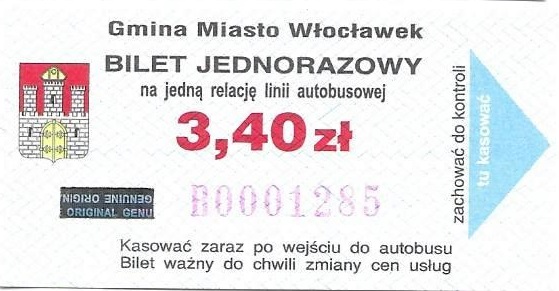 Gmina Miasto Włocławek
BILET JEDNORAZOWY
na jedną relację linii autobusowej
3,40 zł
GENUINE ORIGIN
ORIGINAL GENU
B0001285
Kasować zaraz po wejściu do autobusu
Bilet ważny do chwili zmiany cen usług
zachować do kontroli
tu kasować